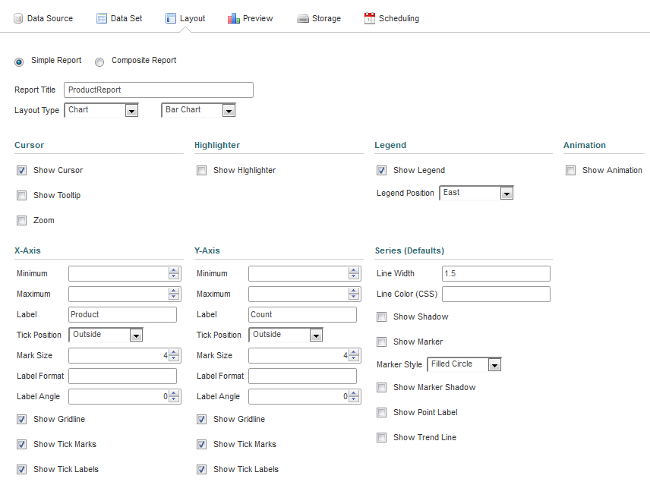 Data Source Data Set Layout Preview Storage Scheduling
Simple Report Composite Report
Report Title ProductReport
Layout Type Chart Bar Chart
Cursor Highlighter Legend Animation
Show Cursor Show Highlighter Show Legend Show Animation
Show Tooltip Legend Position East
Zoom
X-Axis Y-Axis Series (Defaults)
Minimum Minimum Line Width 1.5
Maximum Maximum Line Color (CSS)
Label Product Label Count Show Shadow
Tick Position Outside Tick Position Outside Show Marker
Mark Size 4 Mark Size 4 Marker Style Filled Circle
Label Format Label Format Show Marker Shadow
Label Angle 0 Label Angle 0 Show Point Label
Show Gridline Show Gridline Show Trend Line
Show Tick Marks Show Tick Marks
Show Tick Labels Show Tick Labels